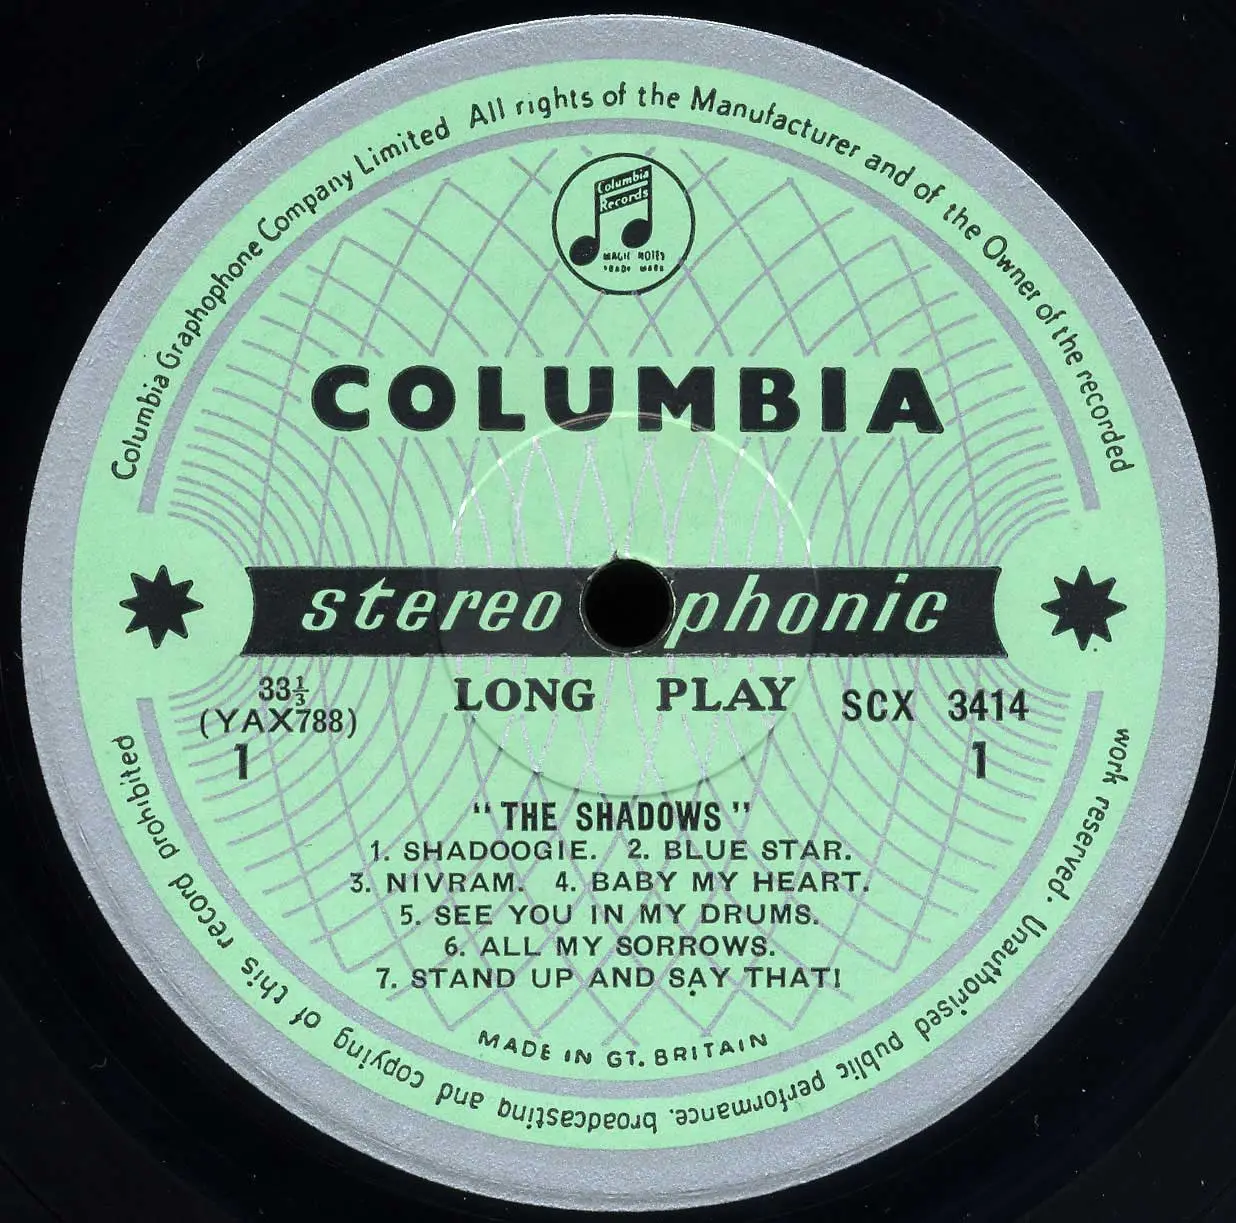 Columbia Graphophone Company Limited All rights of the Manufacturer and of the Owner of the recorded
work reserved. Unauthorised public performance, broadcasting and copying of this record prohibited
Columbia
Records
MAGIC NOTES
TRADE MARK
COLUMBIA
stereo phonic
LONG PLAY
33⅓
(YAX788)
1
SCX 3414
1
"THE SHADOWS"
1. SHADOOGIE. 2. BLUE STAR.
3. NIVRAM. 4. BABY MY HEART.
5. SEE YOU IN MY DRUMS.
6. ALL MY SORROWS.
7. STAND UP AND SAY THAT!
MADE IN GT. BRITAIN